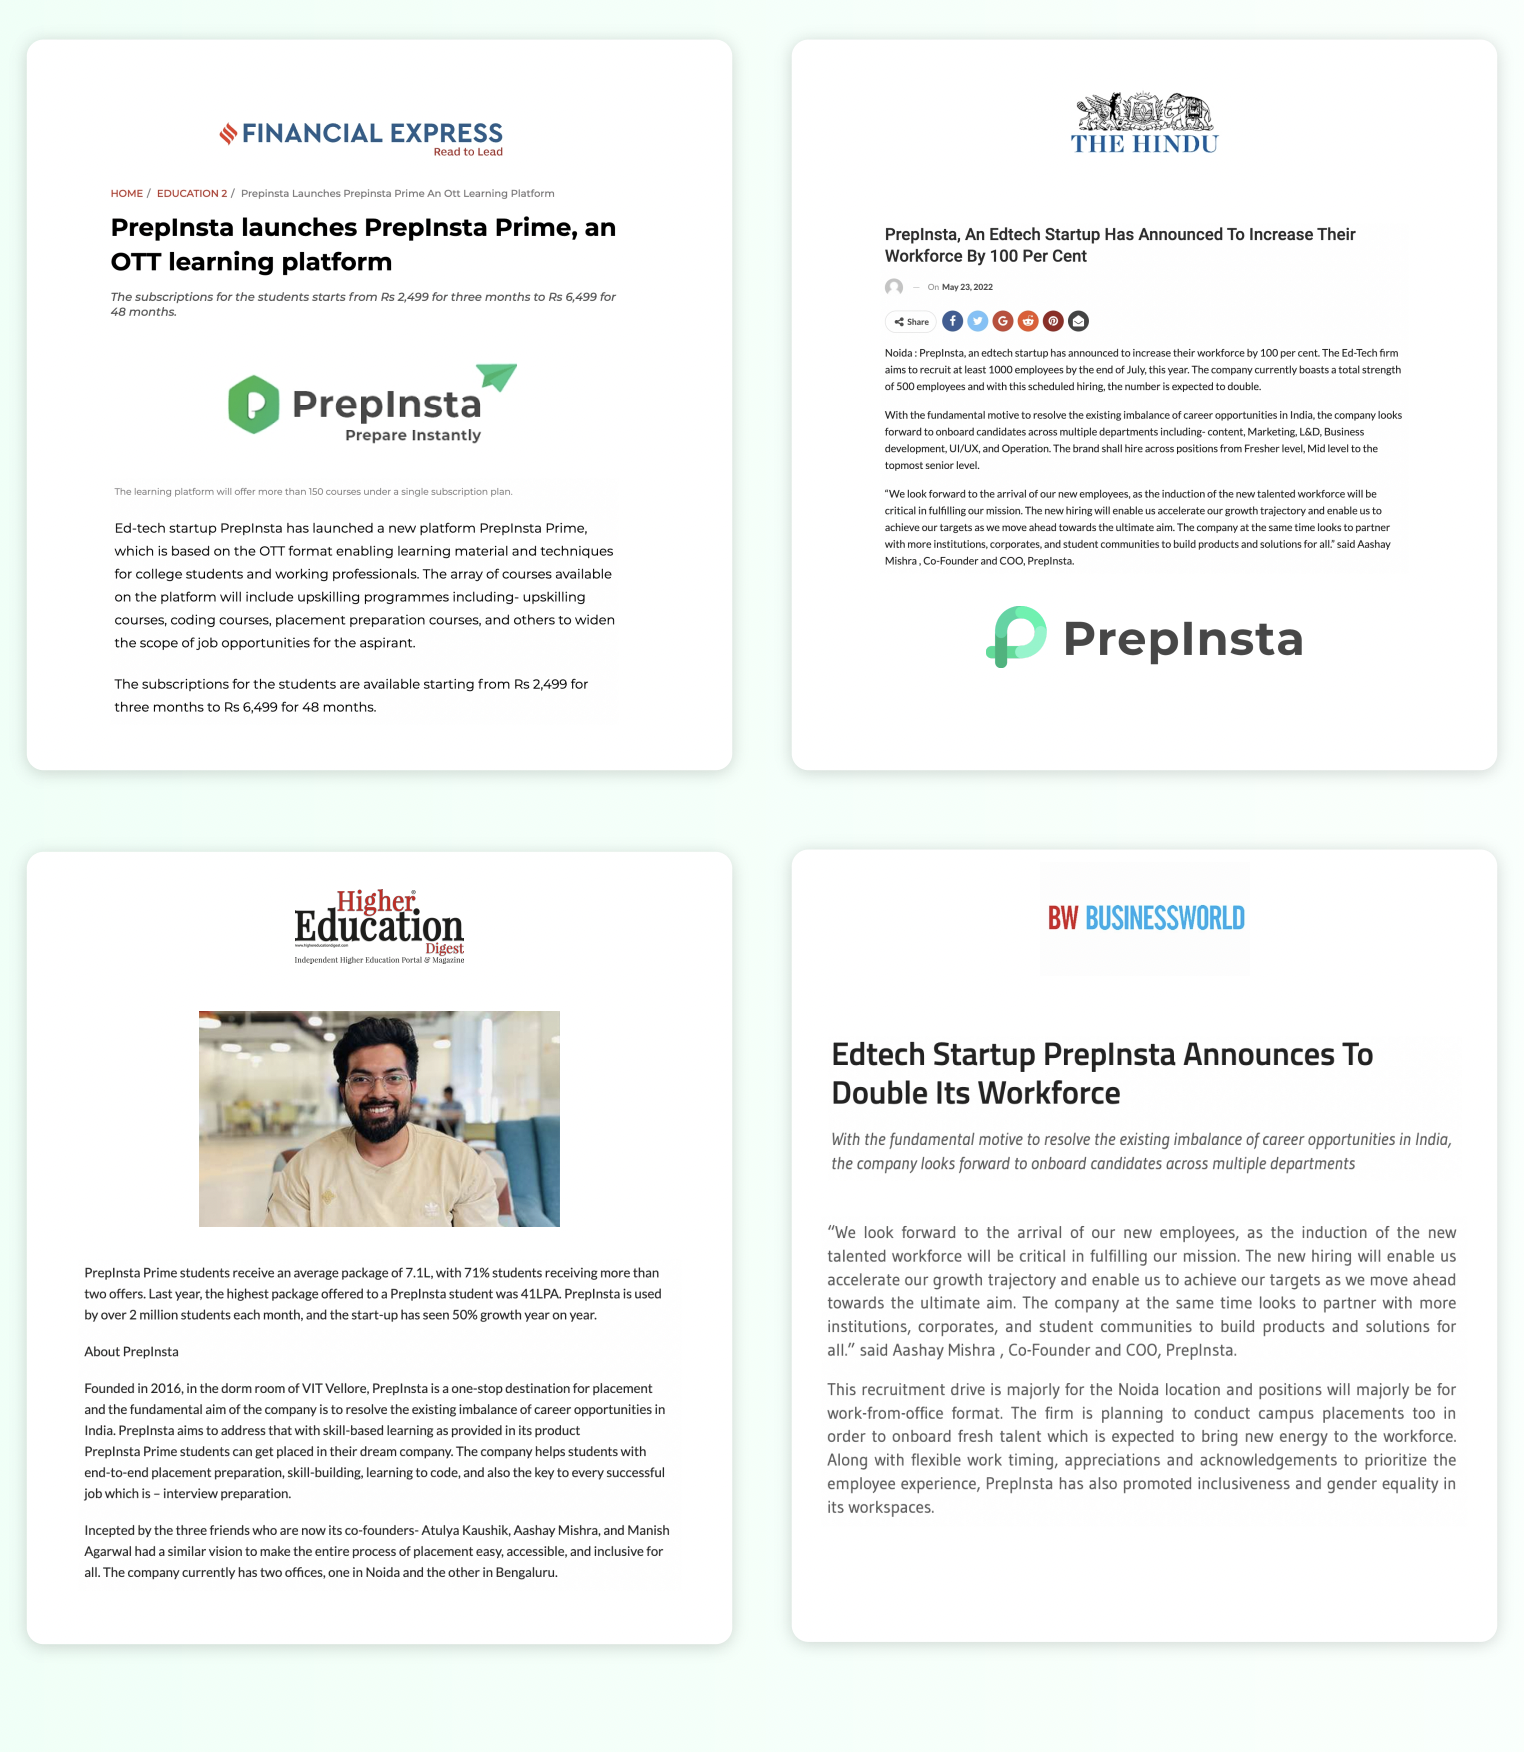 FINANCIAL EXPRESS
Read to Lead
HOME / EDUCATION 2 / Prepinsta Launches Prepinsta Prime An Ott Learning Platform
PrepInsta launches PrepInsta Prime, an
OTT learning platform
The subscriptions for the students starts from Rs 2,499 for three months to Rs 6,499 for
48 months.
PrepInsta
Prepare Instantly
The learning platform will offer more than 150 courses under a single subscription plan.
Ed-tech startup PrepInsta has launched a new platform PrepInsta Prime,
which is based on the OTT format enabling learning material and techniques
for college students and working professionals. The array of courses available
on the platform will include upskilling programmes including- upskilling
courses, coding courses, placement preparation courses, and others to widen
the scope of job opportunities for the aspirant.
The subscriptions for the students are available starting from Rs 2,499 for
three months to Rs 6,499 for 48 months.
THE HINDU
PrepInsta, An Edtech Startup Has Announced To Increase Their
Workforce By 100 Per Cent
— On May 23, 2022
Share
Noida : PrepInsta, an edtech startup has announced to increase their workforce by 100 per cent. The Ed-Tech firm
aims to recruit at least 1000 employees by the end of July, this year. The company currently boasts a total strength
of 500 employees and with this scheduled hiring, the number is expected to double.
With the fundamental motive to resolve the existing imbalance of career opportunities in India, the company looks
forward to onboard candidates across multiple departments including- content, Marketing, L&D, Business
development, UI/UX, and Operation. The brand shall hire across positions from Fresher level, Mid level to the
topmost senior level.
“We look forward to the arrival of our new employees, as the induction of the new talented workforce will be
critical in fulfilling our mission. The new hiring will enable us accelerate our growth trajectory and enable us to
achieve our targets as we move ahead towards the ultimate aim. The company at the same time looks to partner
with more institutions, corporates, and student communities to build products and solutions for all.” said Aashay
Mishra , Co-Founder and COO, PrepInsta.
PrepInsta
Higher
Education
www.highereducationdigest.com
Digest
Independent Higher Education Portal & Magazine
PrepInsta Prime students receive an average package of 7.1L, with 71% students receiving more than
two offers. Last year, the highest package offered to a PrepInsta student was 41LPA. PrepInsta is used
by over 2 million students each month, and the start-up has seen 50% growth year on year.
About PrepInsta
Founded in 2016, in the dorm room of VIT Vellore, PrepInsta is a one-stop destination for placement
and the fundamental aim of the company is to resolve the existing imbalance of career opportunities in
India. PrepInsta aims to address that with skill-based learning as provided in its product
PrepInsta Prime students can get placed in their dream company. The company helps students with
end-to-end placement preparation, skill-building, learning to code, and also the key to every successful
job which is – interview preparation.
Incepted by the three friends who are now its co-founders- Atulya Kaushik, Aashay Mishra, and Manish
Agarwal had a similar vision to make the entire process of placement easy, accessible, and inclusive for
all. The company currently has two offices, one in Noida and the other in Bengaluru.
BW BUSINESSWORLD
Edtech Startup PrepInsta Announces To
Double Its Workforce
With the fundamental motive to resolve the existing imbalance of career opportunities in India,
the company looks forward to onboard candidates across multiple departments
“We look forward to the arrival of our new employees, as the induction of the new
talented workforce will be critical in fulfilling our mission. The new hiring will enable us
accelerate our growth trajectory and enable us to achieve our targets as we move ahead
towards the ultimate aim. The company at the same time looks to partner with more
institutions, corporates, and student communities to build products and solutions for
all.” said Aashay Mishra , Co-Founder and COO, PrepInsta.
This recruitment drive is majorly for the Noida location and positions will majorly be for
work-from-office format. The firm is planning to conduct campus placements too in
order to onboard fresh talent which is expected to bring new energy to the workforce.
Along with flexible work timing, appreciations and acknowledgements to prioritize the
employee experience, PrepInsta has also promoted inclusiveness and gender equality in
its workspaces.